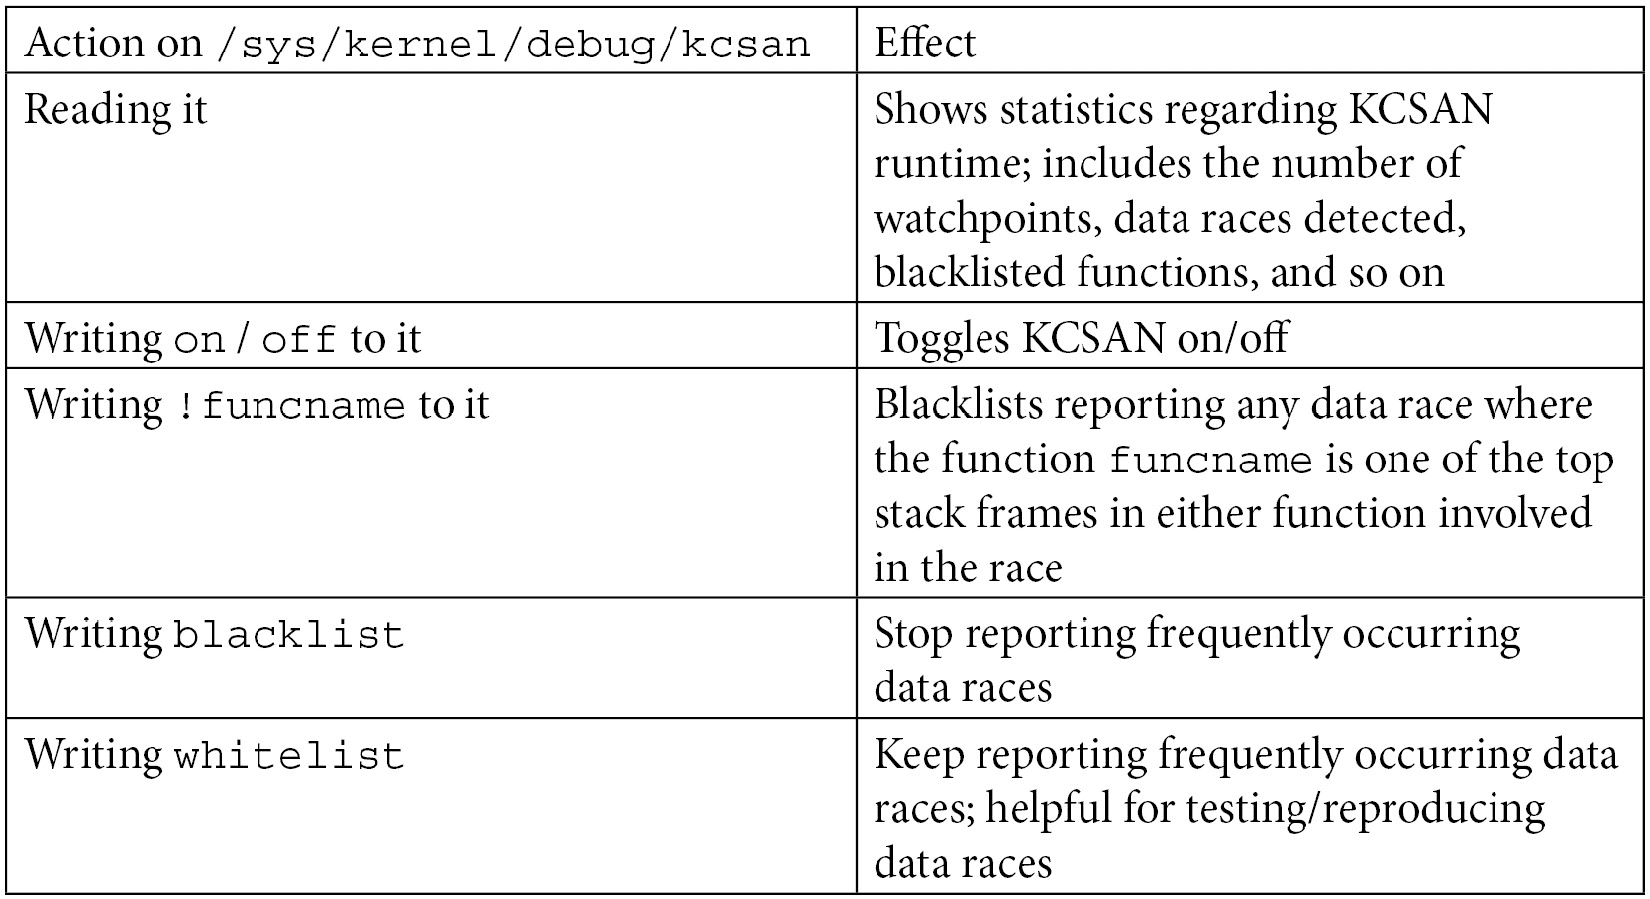 Action on /sys/kernel/debug/kcsan
Effect
Reading it
Shows statistics regarding KCSAN
runtime; includes the number of
watchpoints, data races detected,
blacklisted functions, and so on
Writing on / off to it
Toggles KCSAN on/off
Writing !funcname to it
Blacklists reporting any data race where
the function funcname is one of the top
stack frames in either function involved
in the race
Writing blacklist
Stop reporting frequently occurring
data races
Writing whitelist
Keep reporting frequently occurring data
races; helpful for testing/reproducing
data races